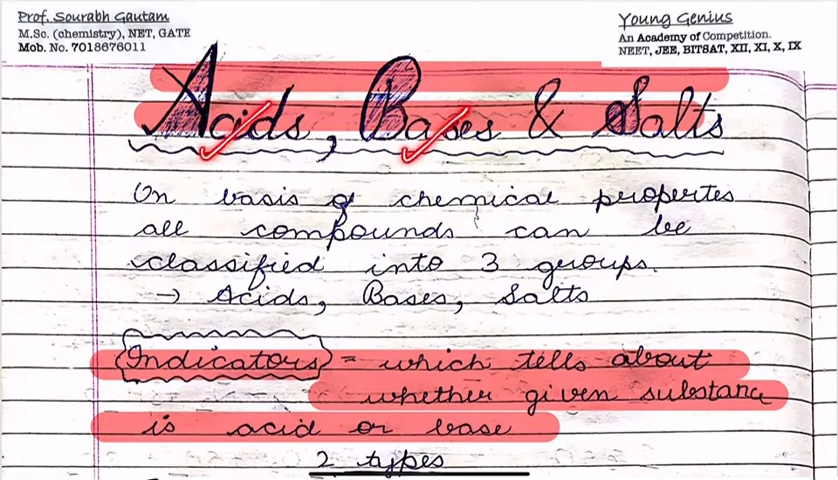 Prof. Sourabh Gautam
M.Sc. (chemistry), NET, GATE
Mob. No. 7018676011
Young Genius
An Academy of Competition.
NEET, JEE, BITSAT, XII, XI, X, IX
Acids, Bases & Salts
On basis of chemical propertes
all compounds can be
classified into 3 groups.
→ Acids, Bases, Salts
Indicators = which tells about
whether given substance
is acid or base
2 types